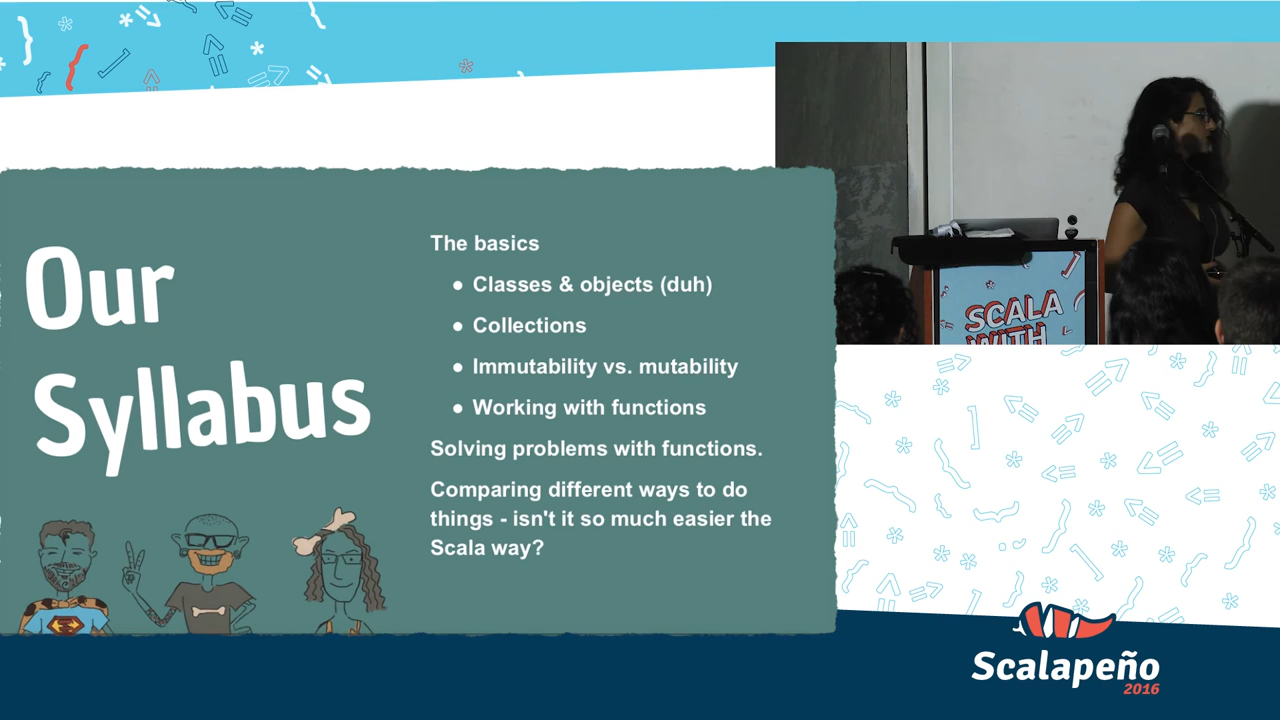 Our
Syllabus
The basics
● Classes & objects (duh)
● Collections
● Immutability vs. mutability
● Working with functions
Solving problems with functions.
Comparing different ways to do
things - isn't it so much easier the
Scala way?
SCALA
WITH
Scalapeño
2016